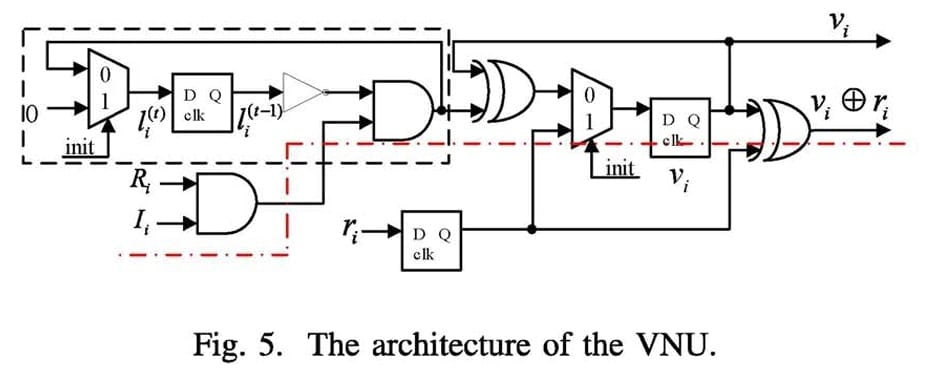 v_i
0
1
0
init
l_i^{(t)}
D Q
clk
l_i^{(t-1)}
0
1
init
D Q
clk
v_i
v_i ⊕ r_i
R_i
I_i
r_i
D Q
clk
Fig. 5. The architecture of the VNU.